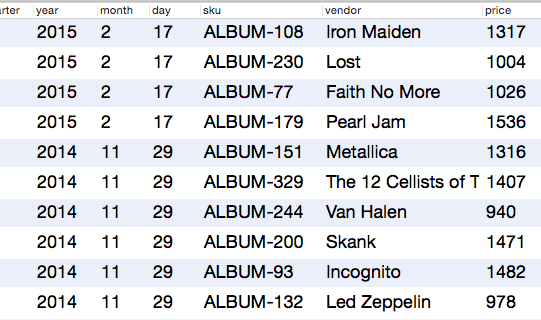 arter year month day sku vendor price
2015 2 17 ALBUM-108 Iron Maiden 1317
2015 2 17 ALBUM-230 Lost 1004
2015 2 17 ALBUM-77 Faith No More 1026
2015 2 17 ALBUM-179 Pearl Jam 1536
2014 11 29 ALBUM-151 Metallica 1316
2014 11 29 ALBUM-329 The 12 Cellists of T 1407
2014 11 29 ALBUM-244 Van Halen 940
2014 11 29 ALBUM-200 Skank 1471
2014 11 29 ALBUM-93 Incognito 1482
2014 11 29 ALBUM-132 Led Zeppelin 978